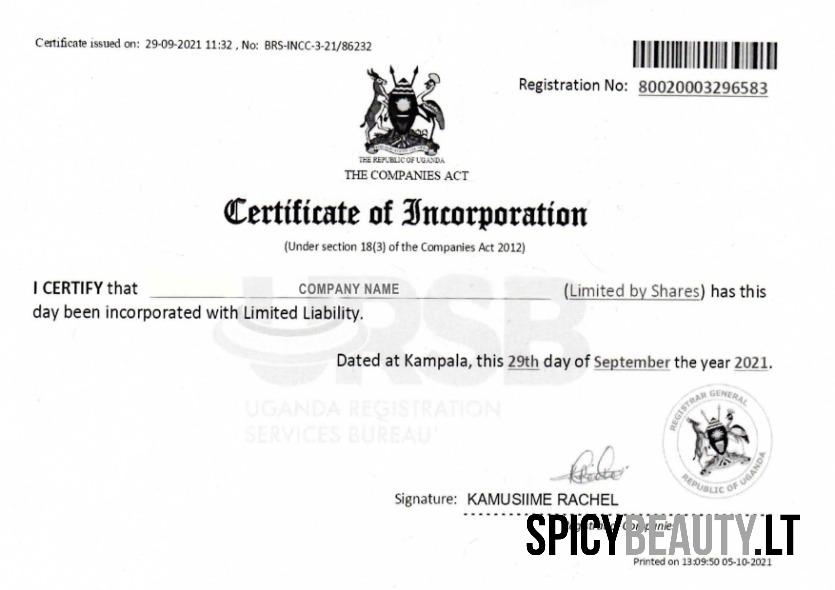 Certificate issued on: 29-09-2021 11:32 , No: BRS-INCC-3-21/86232
Registration No: 80020003296583
THE REPUBLIC OF UGANDA
THE COMPANIES ACT
Certificate of Incorporation
(Under section 18(3) of the Companies Act 2012)
I CERTIFY that COMPANY NAME (Limited by Shares) has this
day been incorporated with Limited Liability.
Dated at Kampala, this 29th day of September the year 2021.
URSB
UGANDA REGISTRATION
SERVICES BUREAU
REGISTRAR GENERAL
REPUBLIC OF UGANDA
Signature: KAMUSIIME RACHEL
SPICYBEAUTY.LT
Printed on 13:09:50 05-10-2021